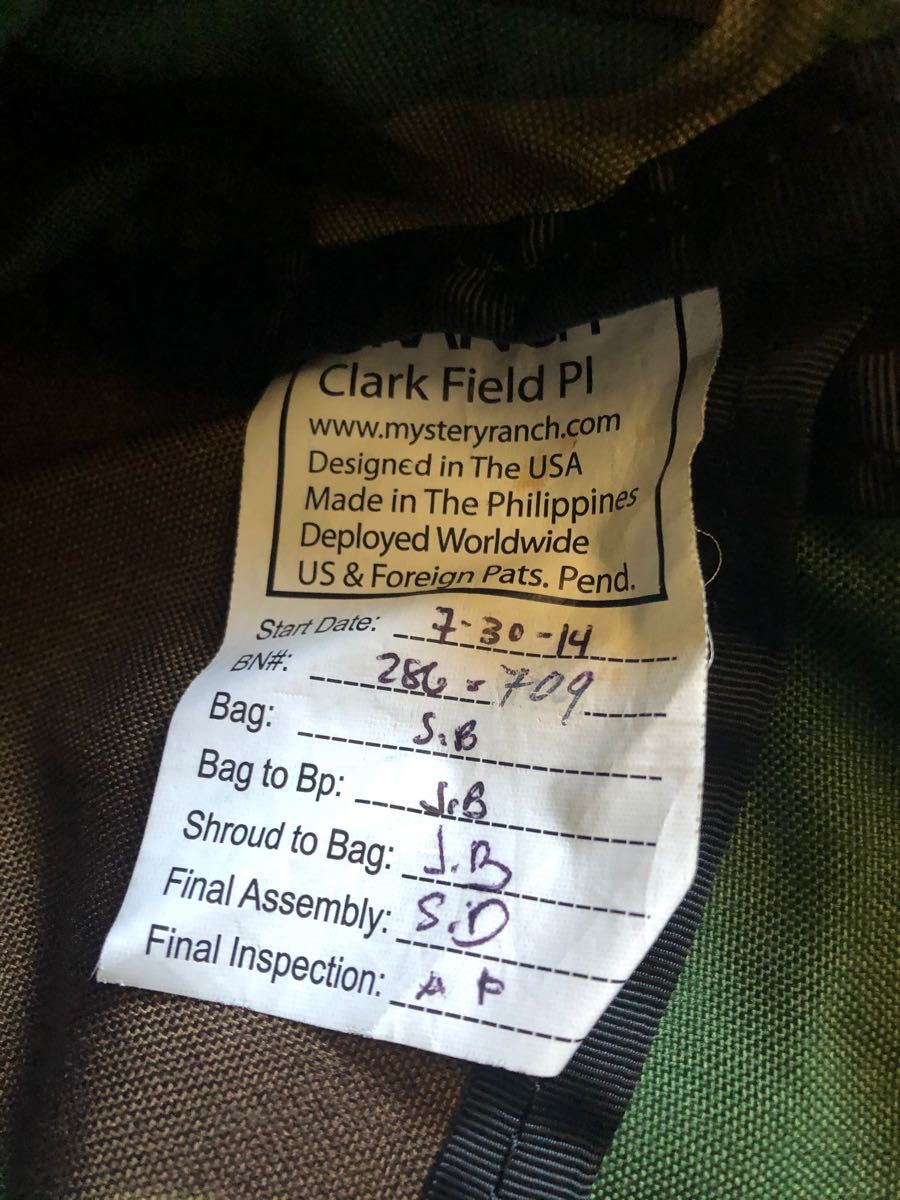 Clark Field PI
www.mysteryranch.com
Designed in The USA
Made in The Philippines
Deployed Worldwide
US & Foreign Pats. Pend.
Start Date: 7-30-14
BN#: 286-709
Bag: S.B
Bag to Bp: J.B
Shroud to Bag: J.B
Final Assembly: S.D
Final Inspection: A P